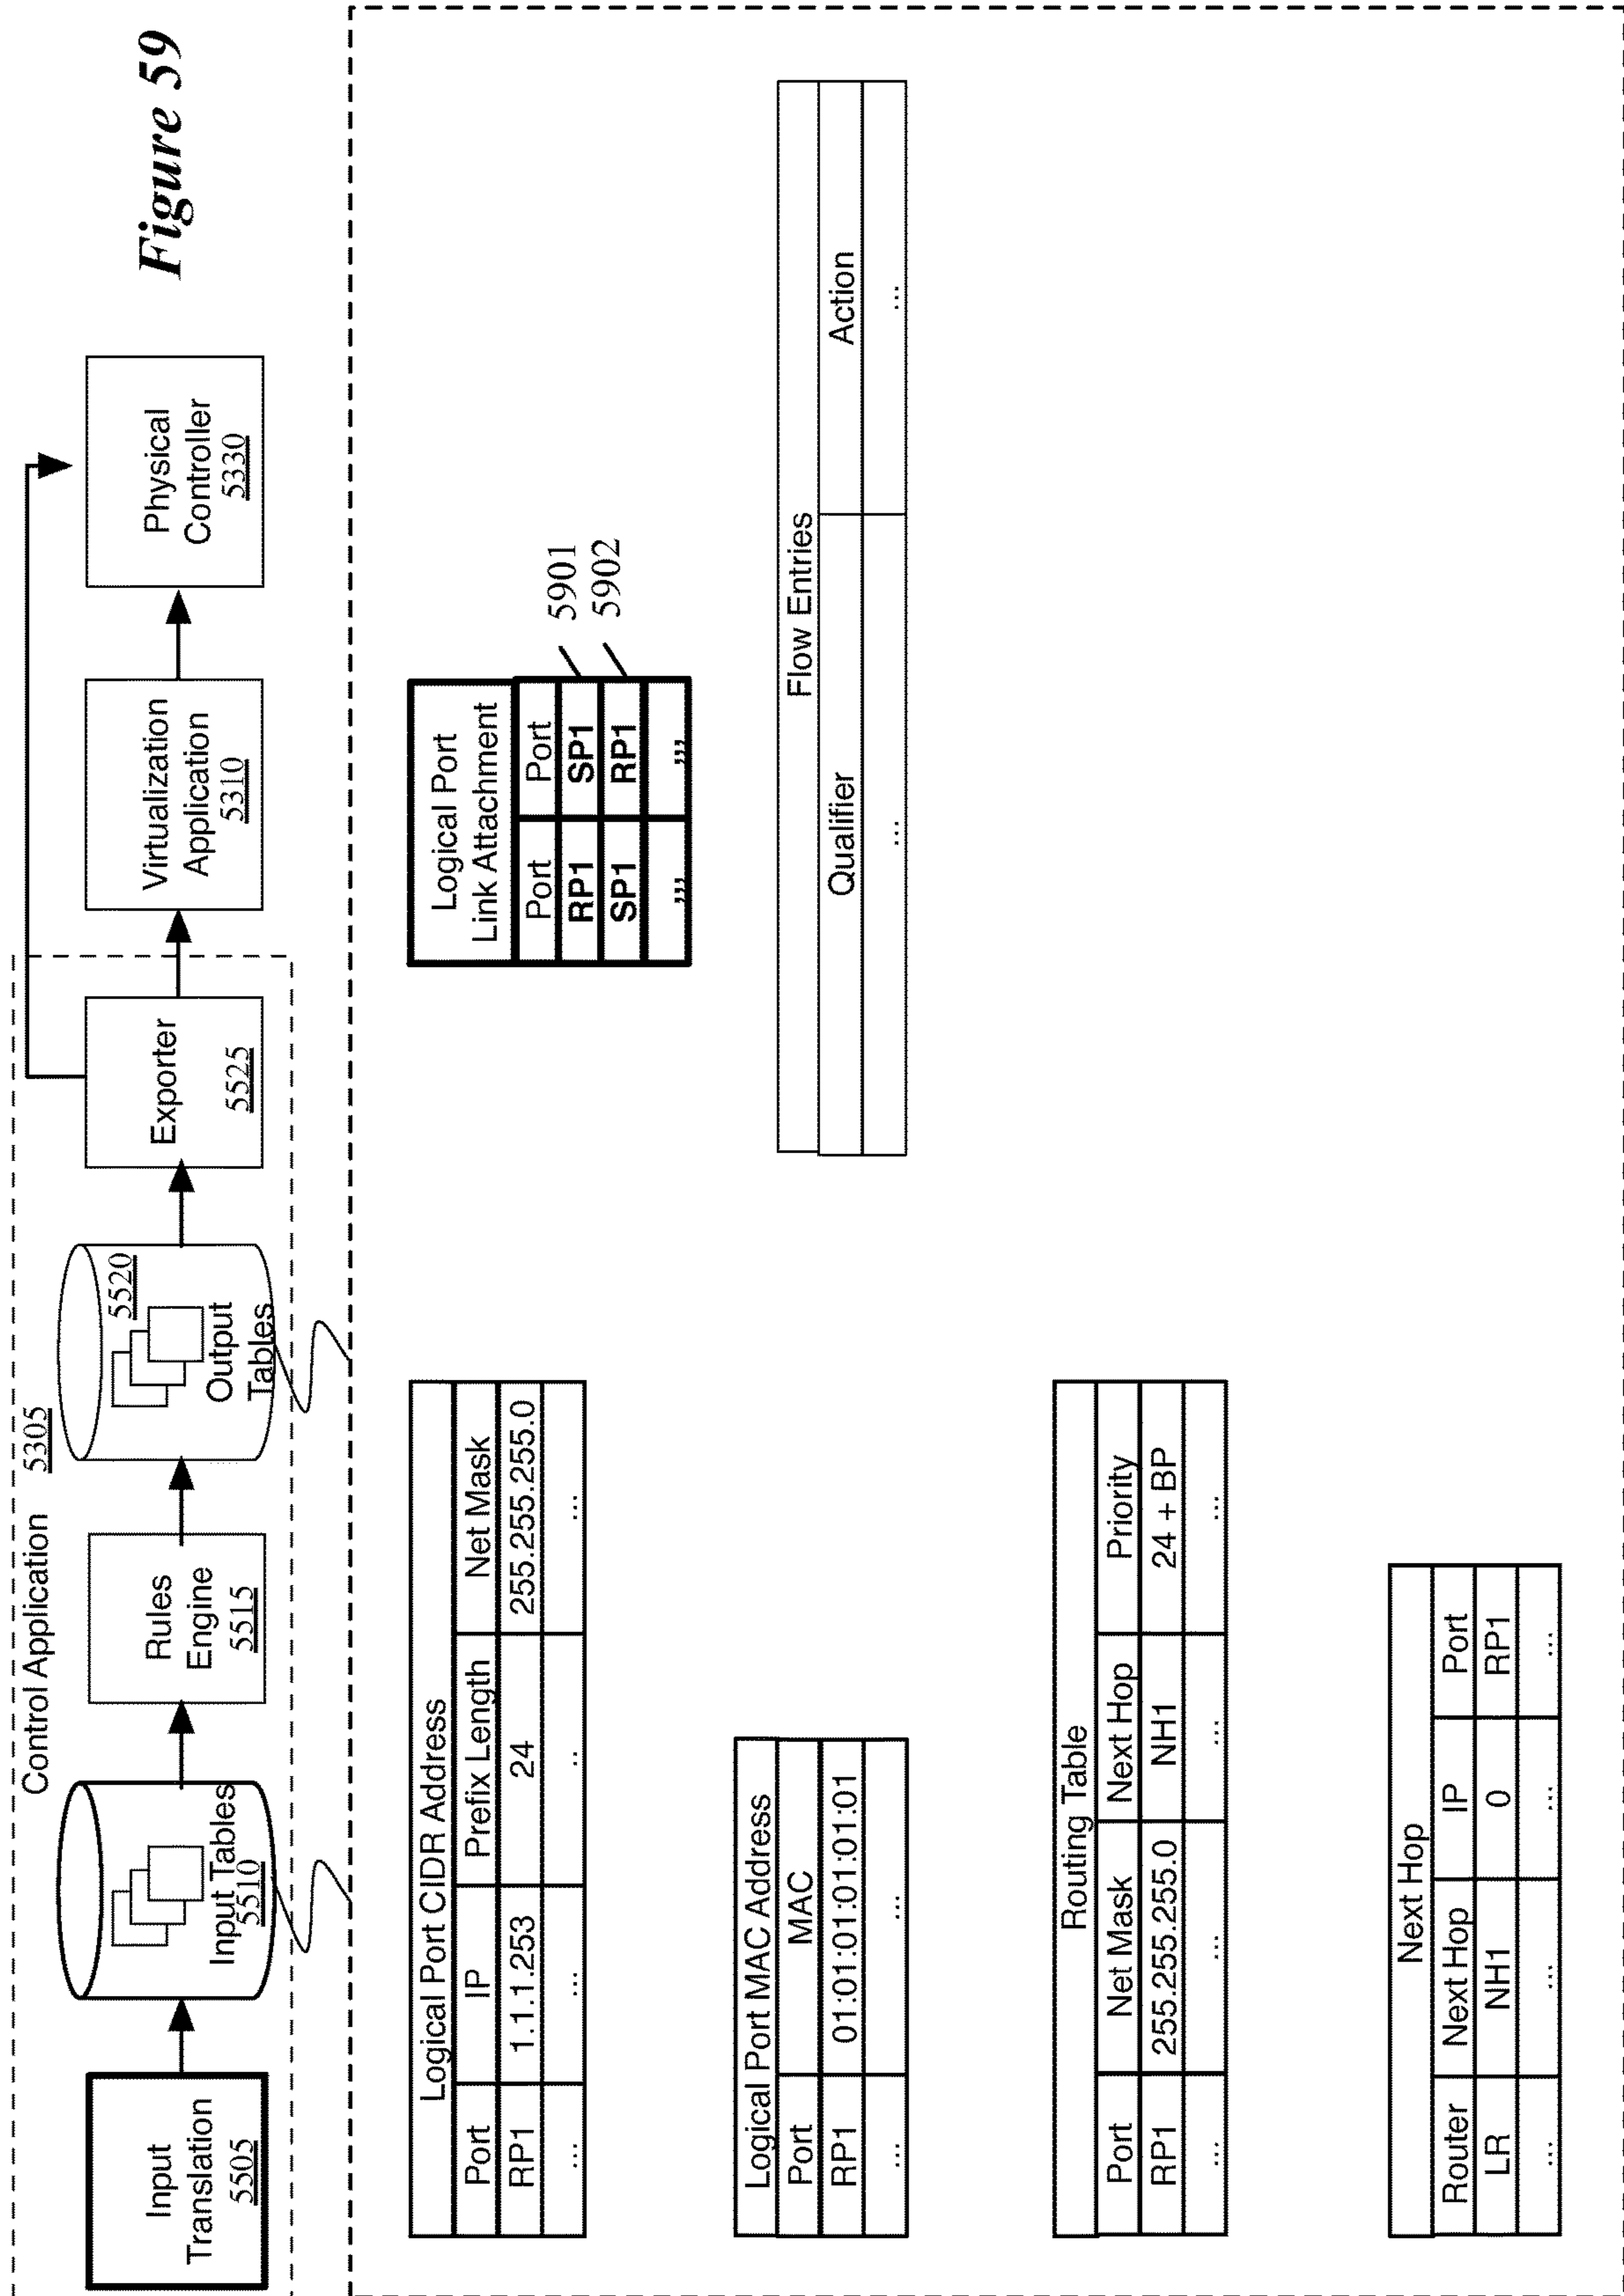 Figure 59
Control Application
5305
Input
Translation
5505
Input Tables
5510
Rules
Engine
5515
5520
Output
Tables
Exporter
5525
Virtualization
Application
5310
Physical
Controller
5330
Logical Port CIDR Address
Port IP Prefix Length Net Mask
RP1 1.1.1.253 24 255.255.255.0
... ... .. ...
Logical Port
Link Attachment
Port Port
RP1 SP1 5901
SP1 RP1 5902
,,, ,,,
Logical Port MAC Address
Port MAC
RP1 01:01:01:01:01:01
... ...
Flow Entries
Qualifier Action
... ...
Routing Table
Port Net Mask Next Hop Priority
RP1 255.255.255.0 NH1 24 + BP
... ... ... ...
Next Hop
Router Next Hop IP Port
LR NH1 0 RP1
... ... ... ...